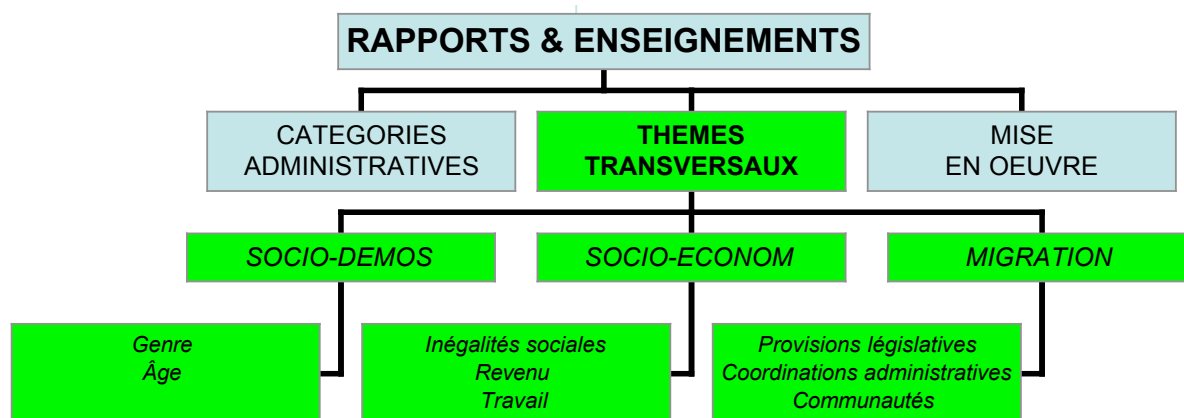 RAPPORTS & ENSEIGNEMENTS
CATEGORIES
ADMINISTRATIVES
THEMES
TRANSVERSAUX
MISE
EN OEUVRE
SOCIO-DEMOS
SOCIO-ECONOM
MIGRATION
Genre
Âge
Inégalités sociales
Revenu
Travail
Provisions législatives
Coordinations administratives
Communautés